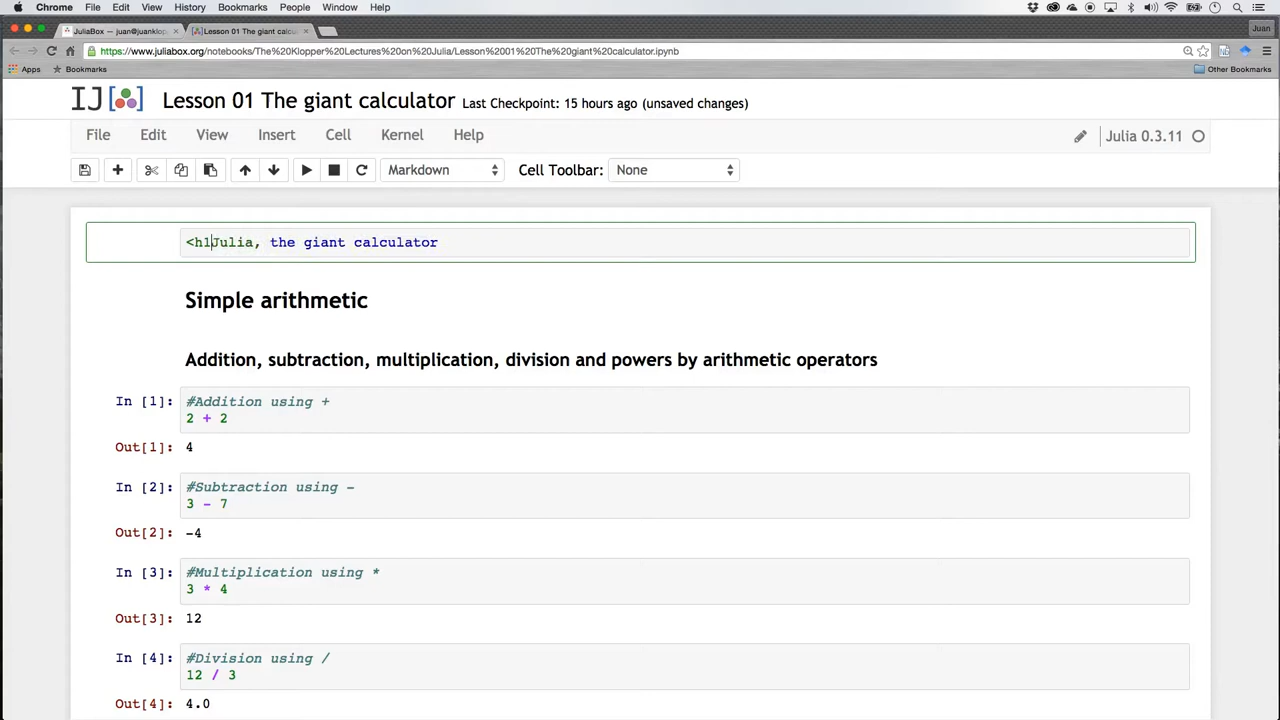 Chrome File Edit View History Bookmarks People Window Help
JuliaBox — juan@juanklopp
Lesson 01 The giant calcul
Juan
https://www.juliabox.org/notebooks/The%20Klopper%20Lectures%20on%20Julia/Lesson%2001%20The%20giant%20calculator.ipynb
Apps Bookmarks Other Bookmarks
IJ Lesson 01 The giant calculator Last Checkpoint: 15 hours ago (unsaved changes)
File Edit View Insert Cell Kernel Help Julia 0.3.11
Markdown Cell Toolbar: None
<h1Julia, the giant calculator
Simple arithmetic
Addition, subtraction, multiplication, division and powers by arithmetic operators
In [1]: #Addition using +
2 + 2
Out[1]: 4
In [2]: #Subtraction using -
3 - 7
Out[2]: -4
In [3]: #Multiplication using *
3 * 4
Out[3]: 12
In [4]: #Division using /
12 / 3
Out[4]: 4.0